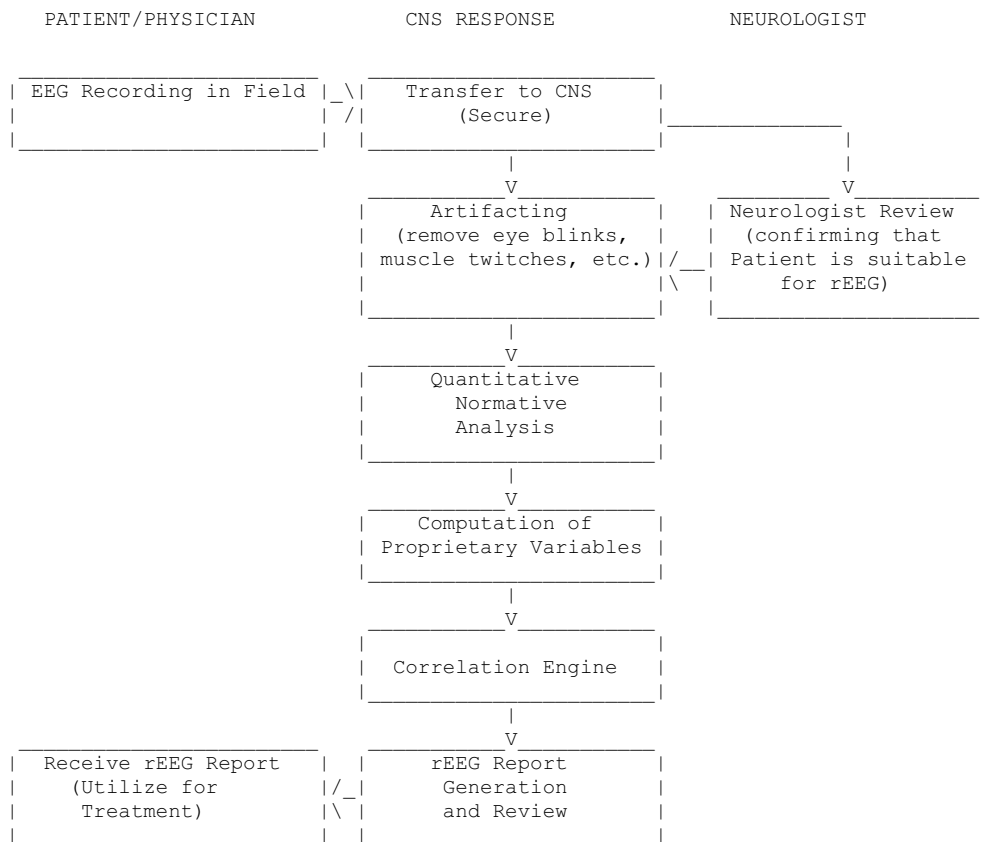 PATIENT/PHYSICIAN CNS RESPONSE NEUROLOGIST
EEG Recording in Field
Transfer to CNS
(Secure)
Artifacting
(remove eye blinks,
muscle twitches, etc.)
Neurologist Review
(confirming that
Patient is suitable
for rEEG)
Quantitative
Normative
Analysis
Computation of
Proprietary Variables
Correlation Engine
rEEG Report
Generation
and Review
Receive rEEG Report
(Utilize for
Treatment)